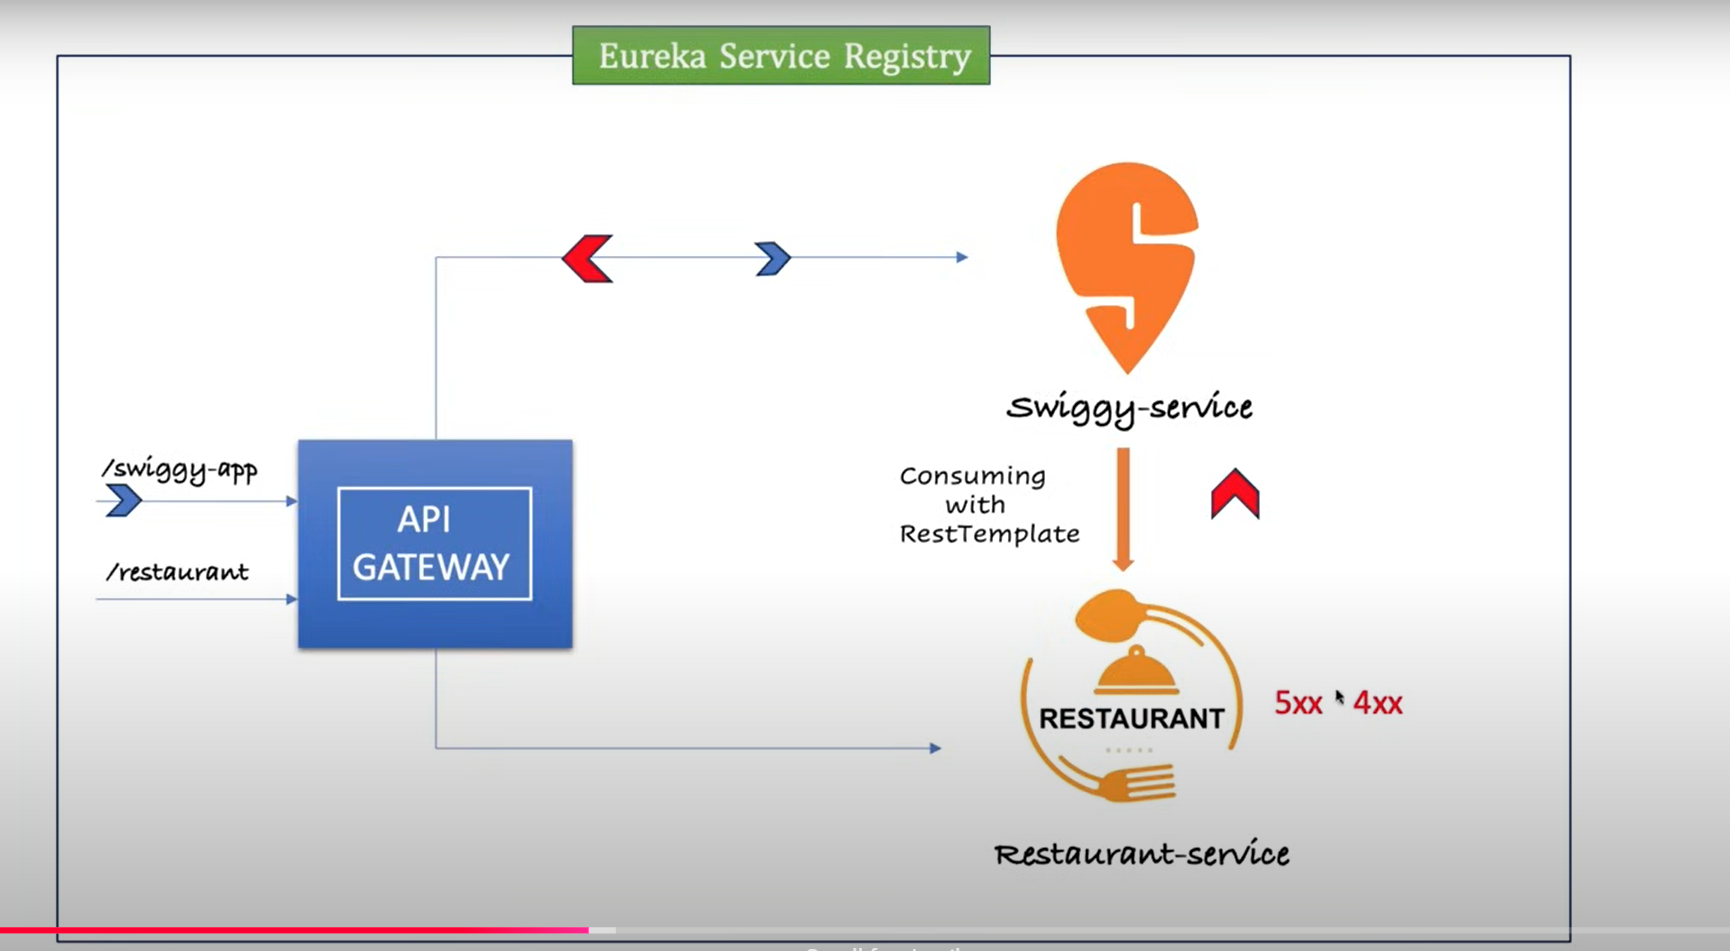 Eureka Service Registry
Swiggy-service
/swiggy-app
Consuming
with
RestTemplate
API
GATEWAY
/restaurant
RESTAURANT
5xx 4xx
Restaurant-service